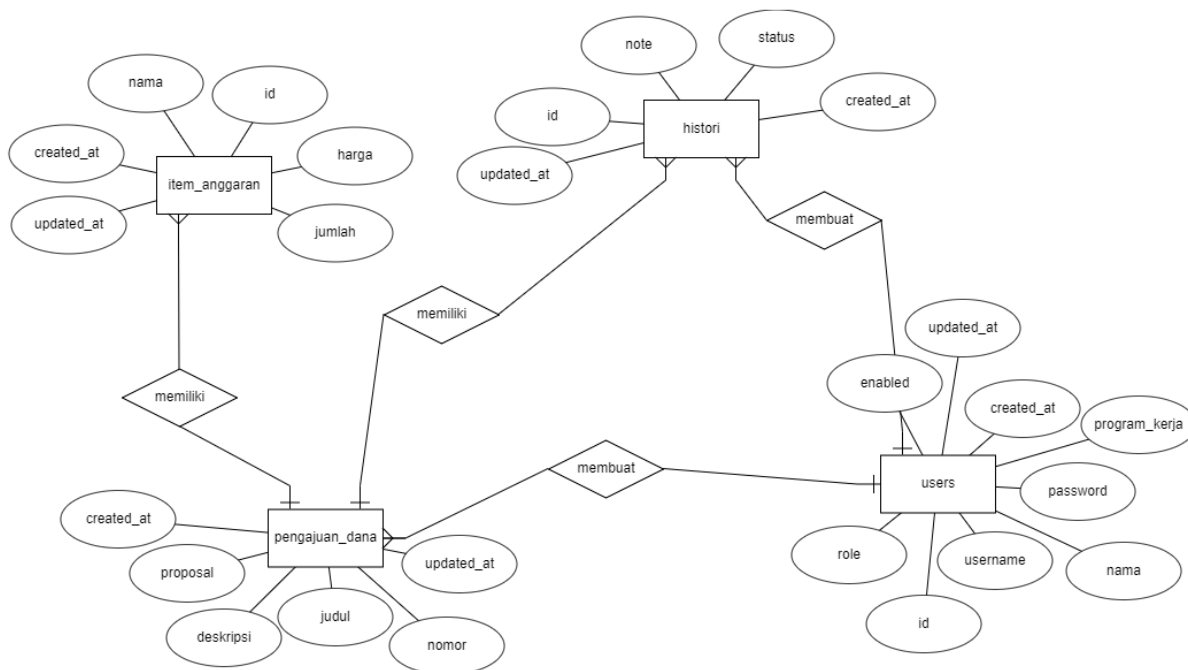 note
status
nama
id
id
created_at
histori
created_at
harga
updated_at
item_anggaran
updated_at
jumlah
membuat
memiliki
updated_at
enabled
memiliki
created_at
program_kerja
membuat
users
password
created_at
pengajuan_dana
updated_at
role
username
nama
proposal
judul
deskripsi
nomor
id